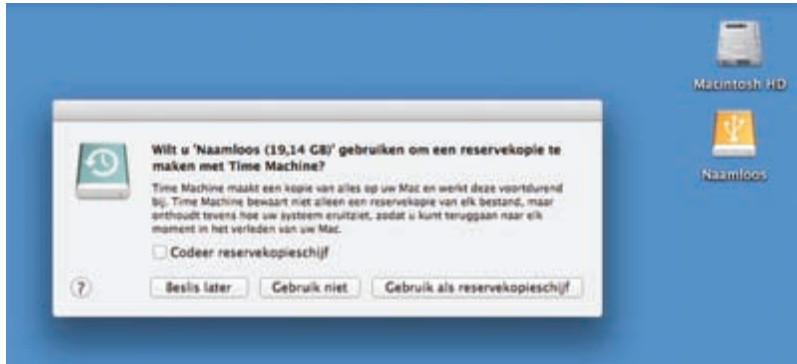 Macintosh HD
Wilt u 'Naamloos (19,14 GB)' gebruiken om een reservekopie te
maken met Time Machine?
Naamloos
Time Machine maakt een kopie van alles op uw Mac en werkt deze voortdurend
bij. Time Machine bewaart niet alleen een reservekopie van elk bestand, maar
onthoudt tevens hoe uw systeem eruitziet, zodat u kunt teruggaan naar elk
moment in het verleden van uw Mac.
Codeer reservekopieschijf
? Beslis later Gebruik niet Gebruik als reservekopieschijf